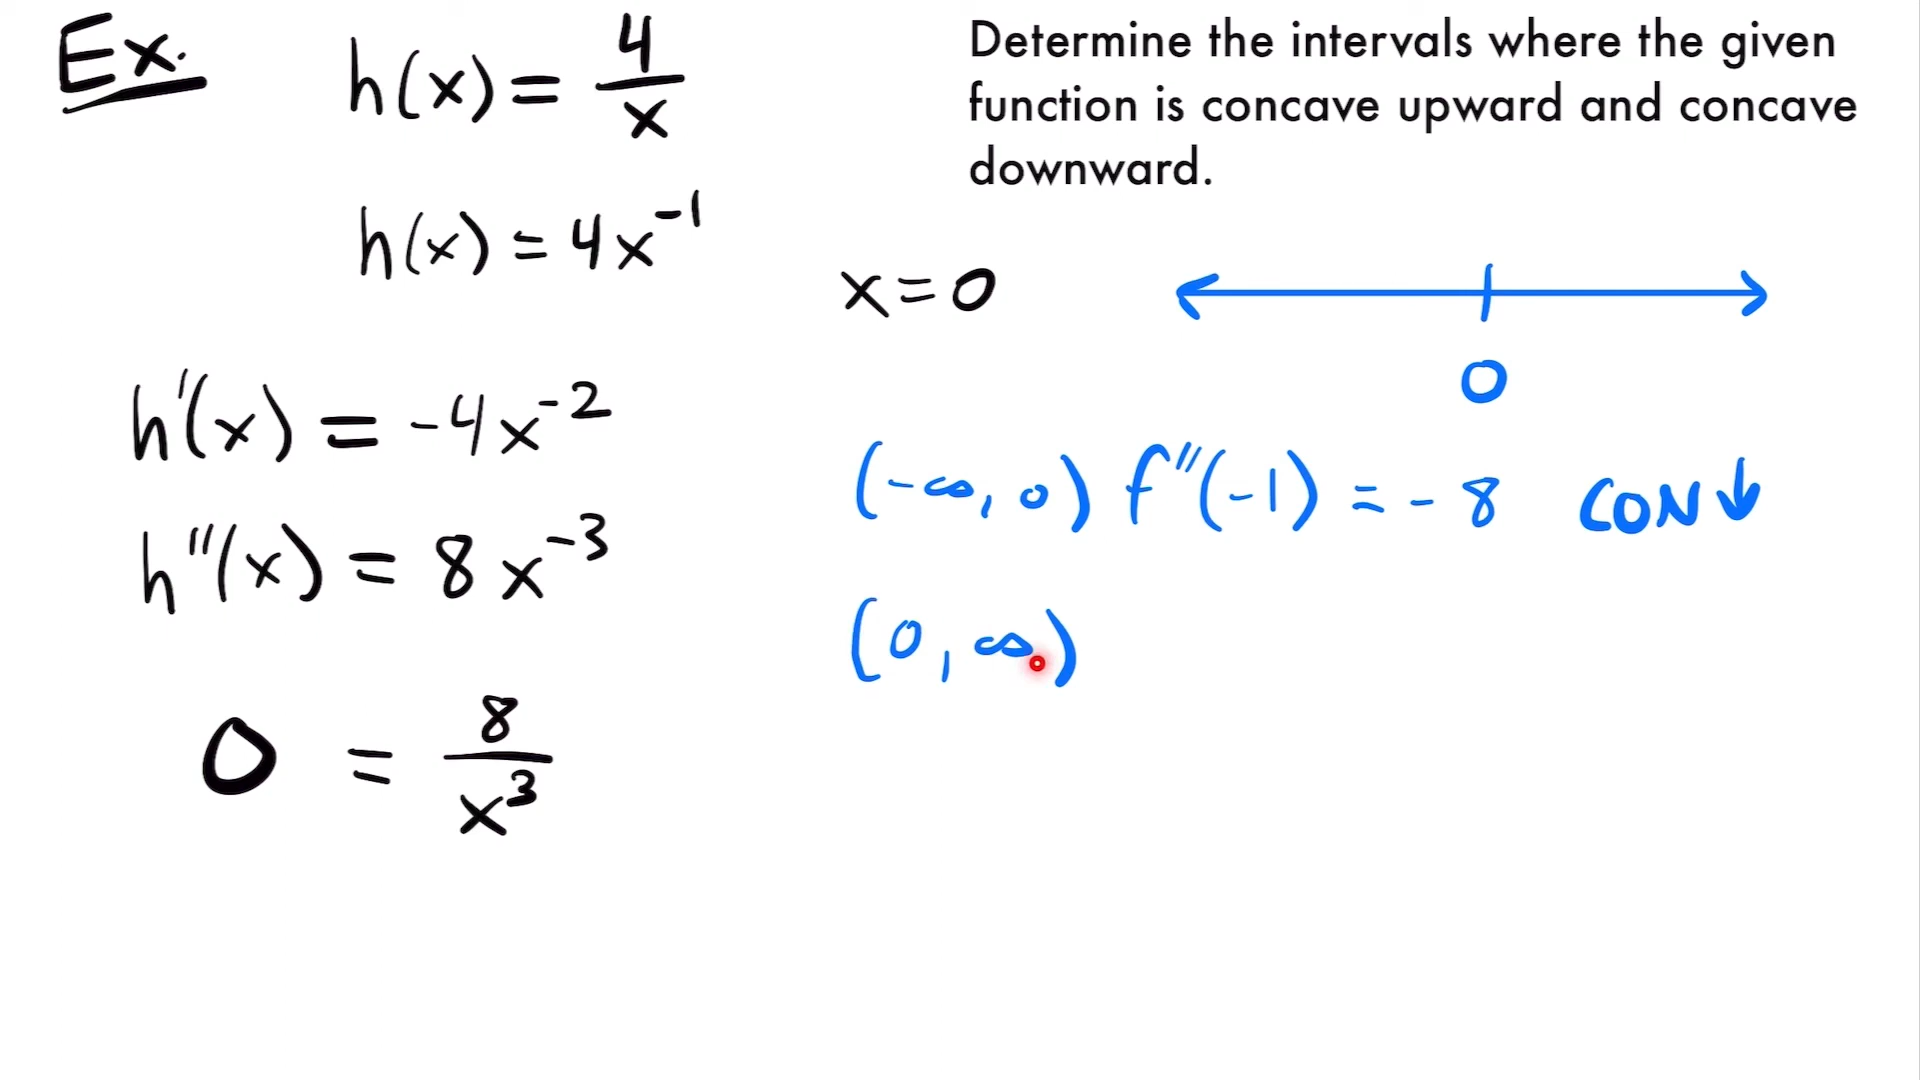 Ex. h(x) = 4/x
Determine the intervals where the given
function is concave upward and concave
downward.
h(x) = 4x⁻¹
x = 0
0
h'(x) = -4x⁻²
(-∞, 0) f''(-1) = -8 CON↓
h''(x) = 8x⁻³
(0, ∞)
0 = 8/x³